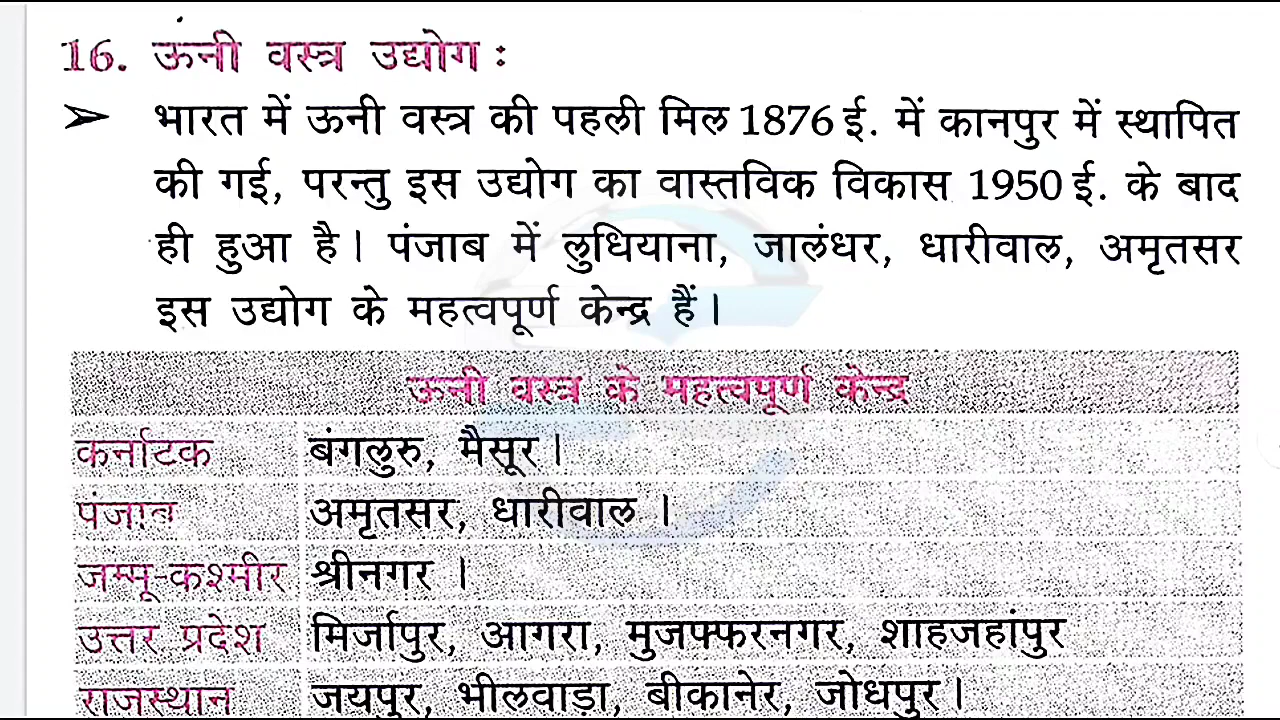 16. ऊनी वस्त्र उद्योग :
➢ भारत में ऊनी वस्त्र की पहली मिल 1876 ई. में कानपुर में स्थापित
की गई, परन्तु इस उद्योग का वास्तविक विकास 1950 ई. के बाद
ही हुआ है। पंजाब में लुधियाना, जालंधर, धारीवाल, अमृतसर
इस उद्योग के महत्वपूर्ण केन्द्र हैं।
ऊनी वस्त्र के महत्वपूर्ण केन्द्र
कर्नाटक बंगलुरु, मैसूर।
पंजाब अमृतसर, धारीवाल ।
जम्मू-कश्मीर श्रीनगर ।
उत्तर प्रदेश मिर्जापुर, आगरा, मुजफ्फरनगर, शाहजहांपुर
राजस्थान जयपुर, भीलवाड़ा, बीकानेर, जोधपुर।